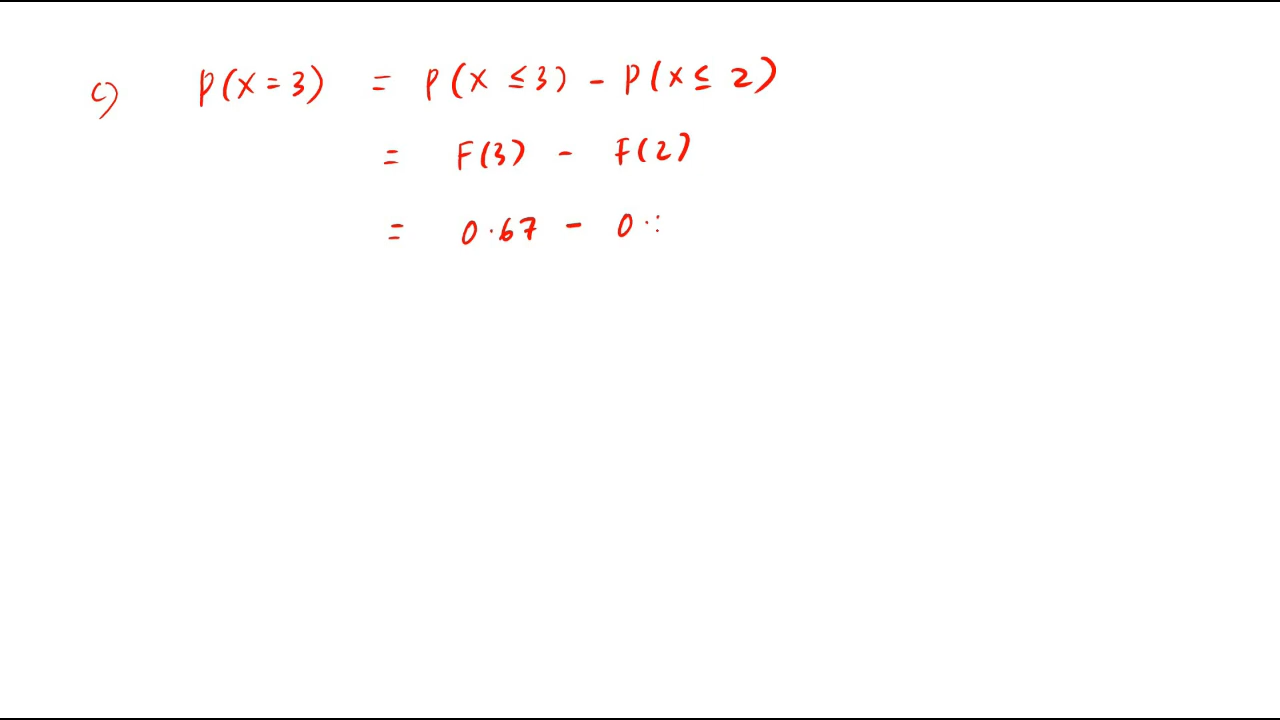 c) P(X = 3) = P(X ≤ 3) - P(X ≤ 2)
= F(3) - F(2)
= 0.67 - 0.